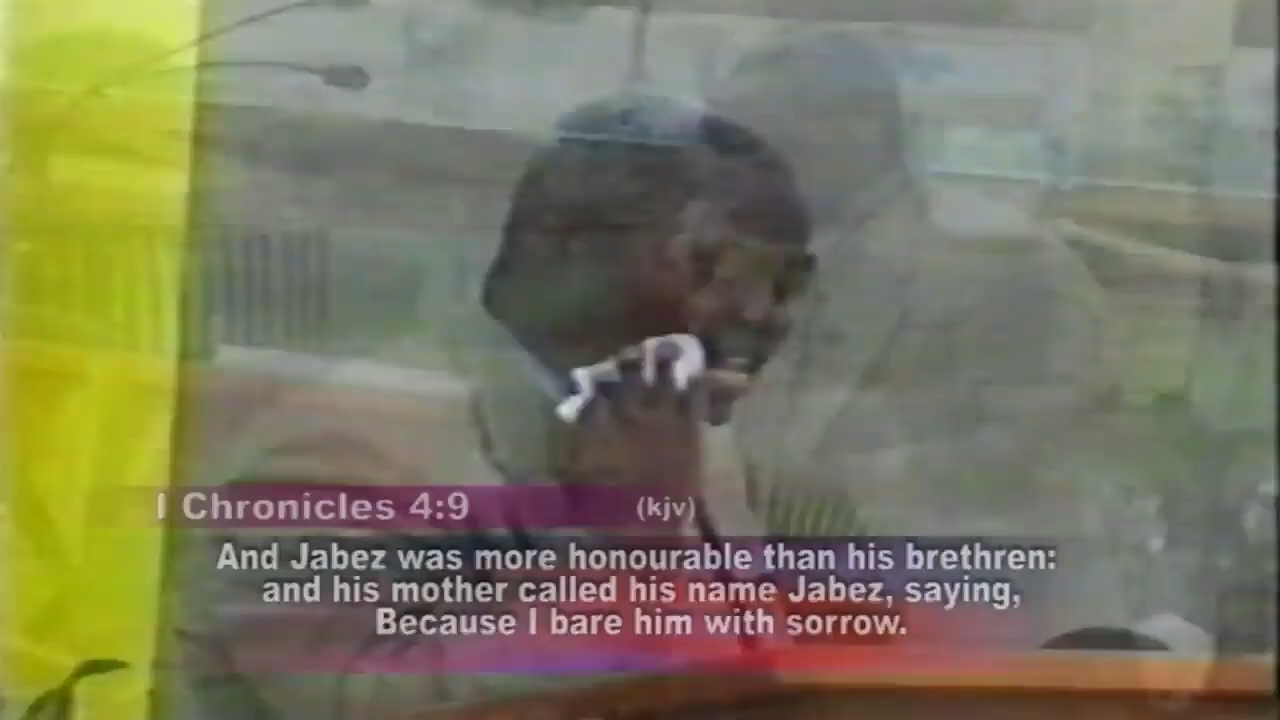 I Chronicles 4:9 (kjv)
And Jabez was more honourable than his brethren:
and his mother called his name Jabez, saying,
Because I bare him with sorrow.